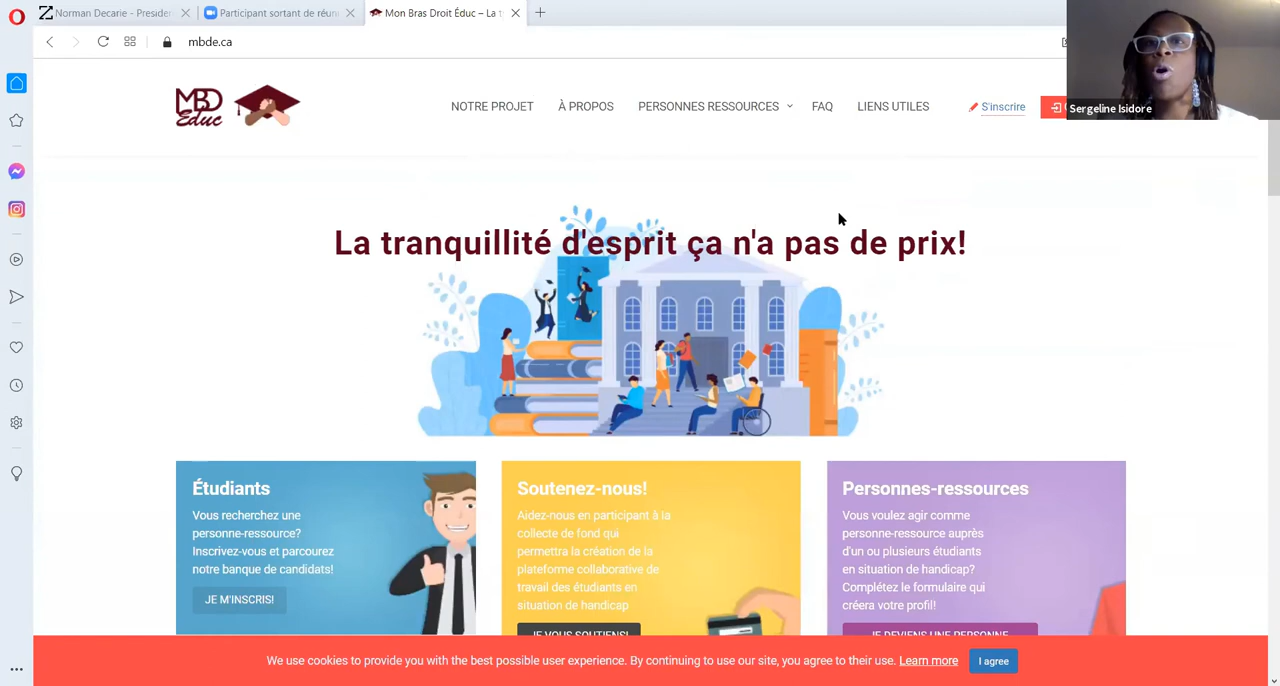 Norman Decarie - Presiden
Participant sortant de réun
Mon Bras Droit Éduc – La t
mbde.ca
Sergeline Isidore
MBD
Educ
NOTRE PROJET
À PROPOS
PERSONNES RESSOURCES
FAQ
LIENS UTILES
S'inscrire
La tranquillité d'esprit ça n'a pas de prix!
Étudiants
Vous recherchez une
personne-ressource?
Inscrivez-vous et parcourez
notre banque de candidats!
JE M'INSCRIS!
Soutenez-nous!
Aidez-nous en participant à la
collecte de fond qui
permettra la création de la
plateforme collaborative de
travail des étudiants en
situation de handicap
JE VOUS SOUTIENS!
Personnes-ressources
Vous voulez agir comme
personne-ressource auprès
d'un ou plusieurs étudiants
en situation de handicap?
Complétez le formulaire qui
créera votre profil!
JE DEVIENS UNE PERSONNE
We use cookies to provide you with the best possible user experience. By continuing to use our site, you agree to their use. Learn more
I agree